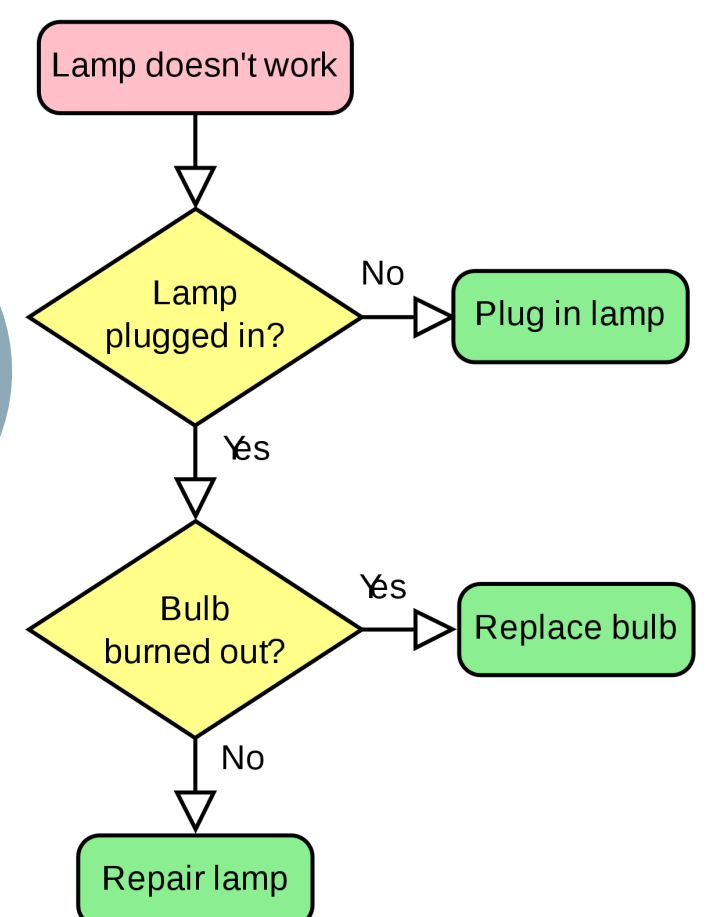 Lamp doesn't work
Lamp
plugged in?
No
Plug in lamp
Yes
Bulb
burned out?
Yes
Replace bulb
No
Repair lamp